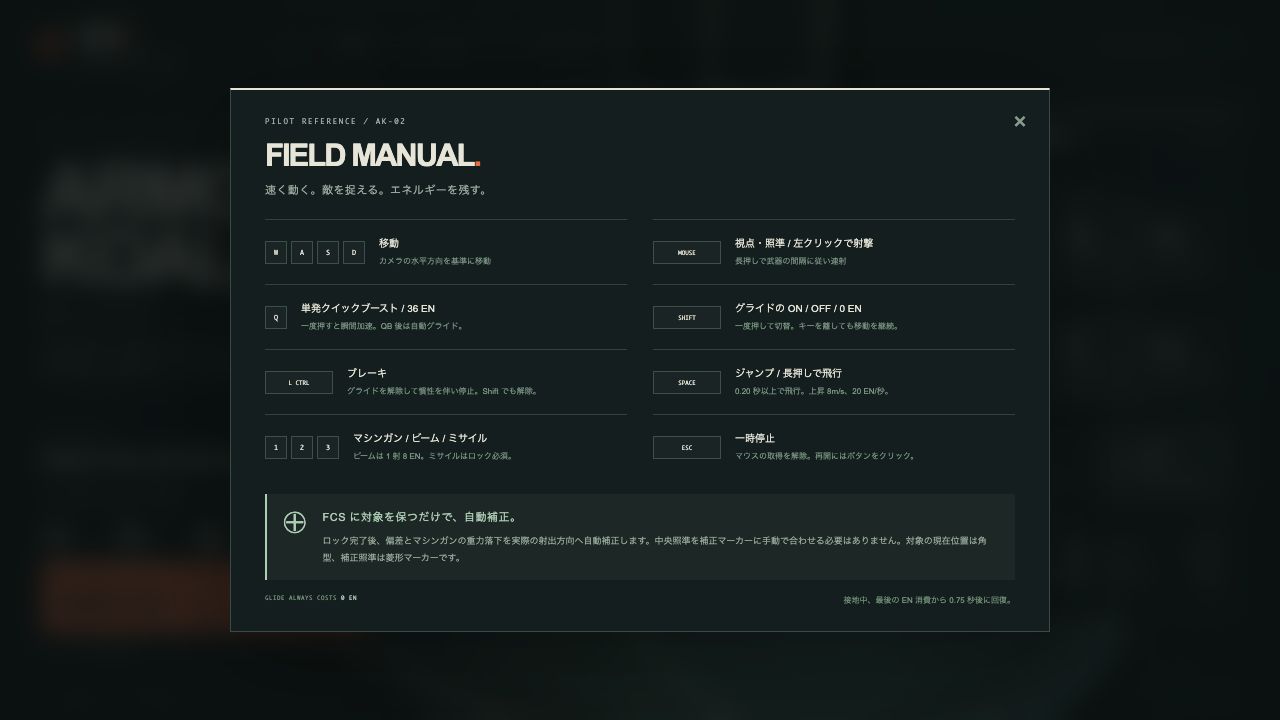 PILOT REFERENCE / AK-02
FIELD MANUAL.
速く動く。敵を捉える。エネルギーを残す。
W A S D
移動
カメラの水平方向を基準に移動
MOUSE
視点・照準 / 左クリックで射撃
長押しで武器の間隔に従い連射
Q
単発クイックブースト / 36 EN
一度押すと瞬間加速。QB 後は自動グライド。
SHIFT
グライドの ON / OFF / 0 EN
一度押して切替。キーを離しても移動を継続。
L CTRL
ブレーキ
グライドを解除して慣性を伴い停止。Shift でも解除。
SPACE
ジャンプ / 長押しで飛行
0.20 秒以上で飛行。上昇 8m/s、20 EN/秒。
1 2 3
マシンガン / ビーム / ミサイル
ビームは 1 射 8 EN。ミサイルはロック必須。
ESC
一時停止
マウスの取得を解除。再開にはボタンをクリック。
FCS に対象を保つだけで、自動補正。
ロック完了後、偏差とマシンガンの重力落下を実際の射出方向へ自動補正します。中央照準を補正マーカーに手動で合わせる必要はありません。対象の現在位置は角
型、補正照準は菱形マーカーです。
GLIDE ALWAYS COSTS 0 EN
接地中、最後の EN 消費から 0.75 秒後に回復。